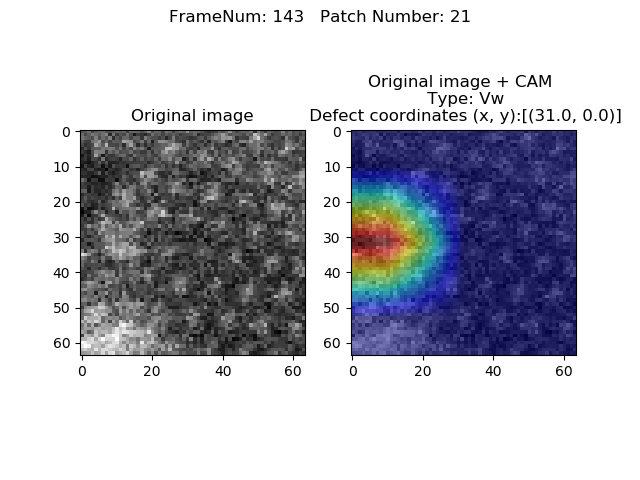 FrameNum: 143   Patch Number: 21
Original image
Original image + CAM
Type: Vw
Defect coordinates (x, y):[(31.0, 0.0)]
0
10
20
30
40
50
60
0 20 40 60
0
10
20
30
40
50
60
0 20 40 60